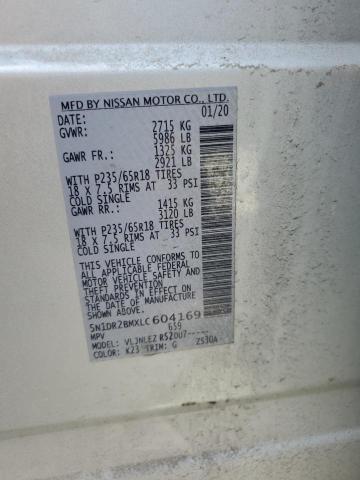 MFD BY NISSAN MOTOR CO., LTD.
DATE: 01/20
GVWR: 2715 KG
5986 LB
GAWR FR.: 1325 KG
2921 LB
WITH P235/65R18 TIRES
18 X 7.5 RIMS AT 33 PSI
COLD SINGLE
GAWR RR.: 1415 KG
3120 LB
WITH P235/65R18 TIRES
18 X 7.5 RIMS AT 33 PSI
COLD SINGLE
THIS VEHICLE CONFORMS TO
ALL APPLICABLE FEDERAL
MOTOR VEHICLE SAFETY AND
THEFT PREVENTION
STANDARDS IN EFFECT ON
THE DATE OF MANUFACTURE
SHOWN ABOVE.
5N1DR2BMXLC604169
MPV 659
MODEL: VLJNLEZ R520U7-----
COLOR: K23 TRIM: G ZS30A